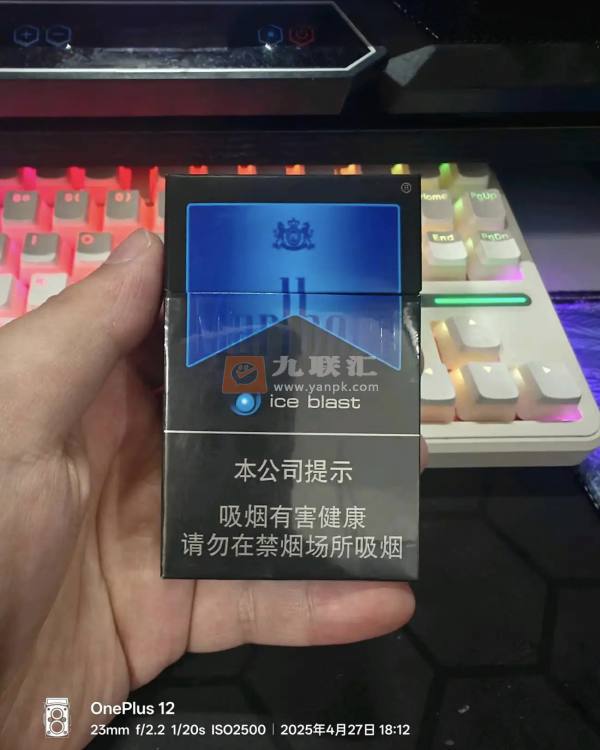 ®
Home
PgUp
End
PgDn
Marlboro
九联汇
www.yanpk.com
ice blast
本公司提示
吸烟有害健康
请勿在禁烟场所吸烟
OnePlus 12
23mm f/2.2 1/20s ISO2500 | 2025年4月27日 18:12